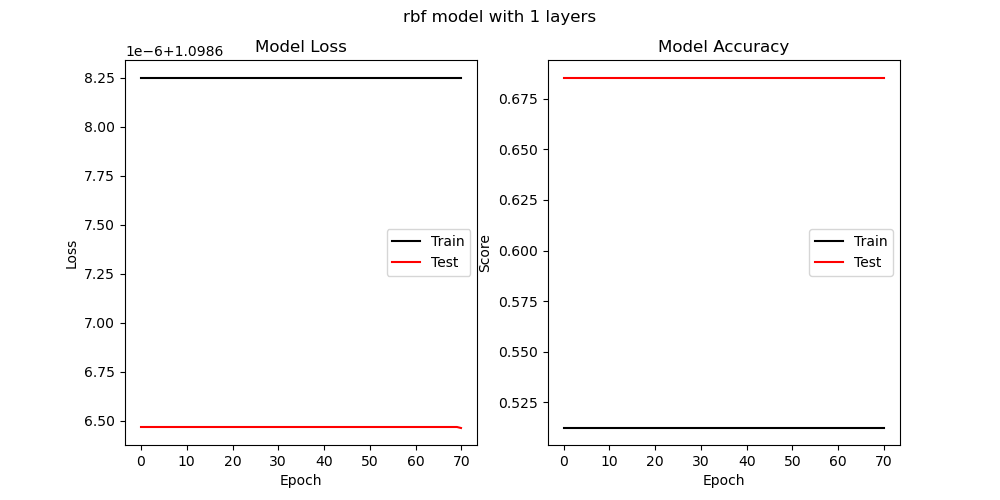 rbf model with 1 layers
Model Loss
1e−6+1.0986
8.25
8.00
7.75
7.50
7.25
7.00
6.75
6.50
Loss
0 10 20 30 40 50 60 70
Epoch
Train
Test
Model Accuracy
0.675
0.650
0.625
0.600
0.575
0.550
0.525
Score
0 10 20 30 40 50 60 70
Epoch
Train
Test